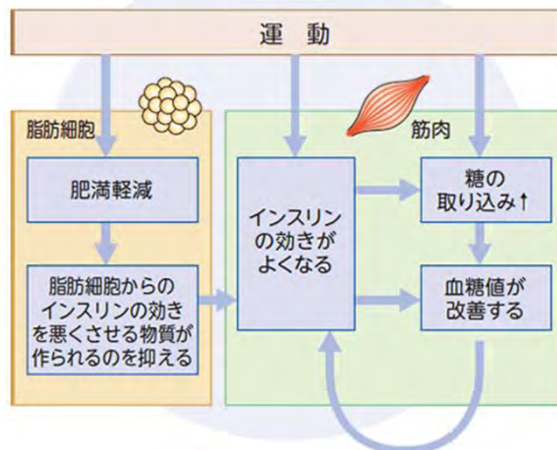 運 動
脂肪細胞
肥満軽減
脂肪細胞からの
インスリンの効き
を悪くさせる物質が
作られるのを抑える
筋肉
インスリン
の効きが
よくなる
糖の
取り込み↑
血糖値が
改善する